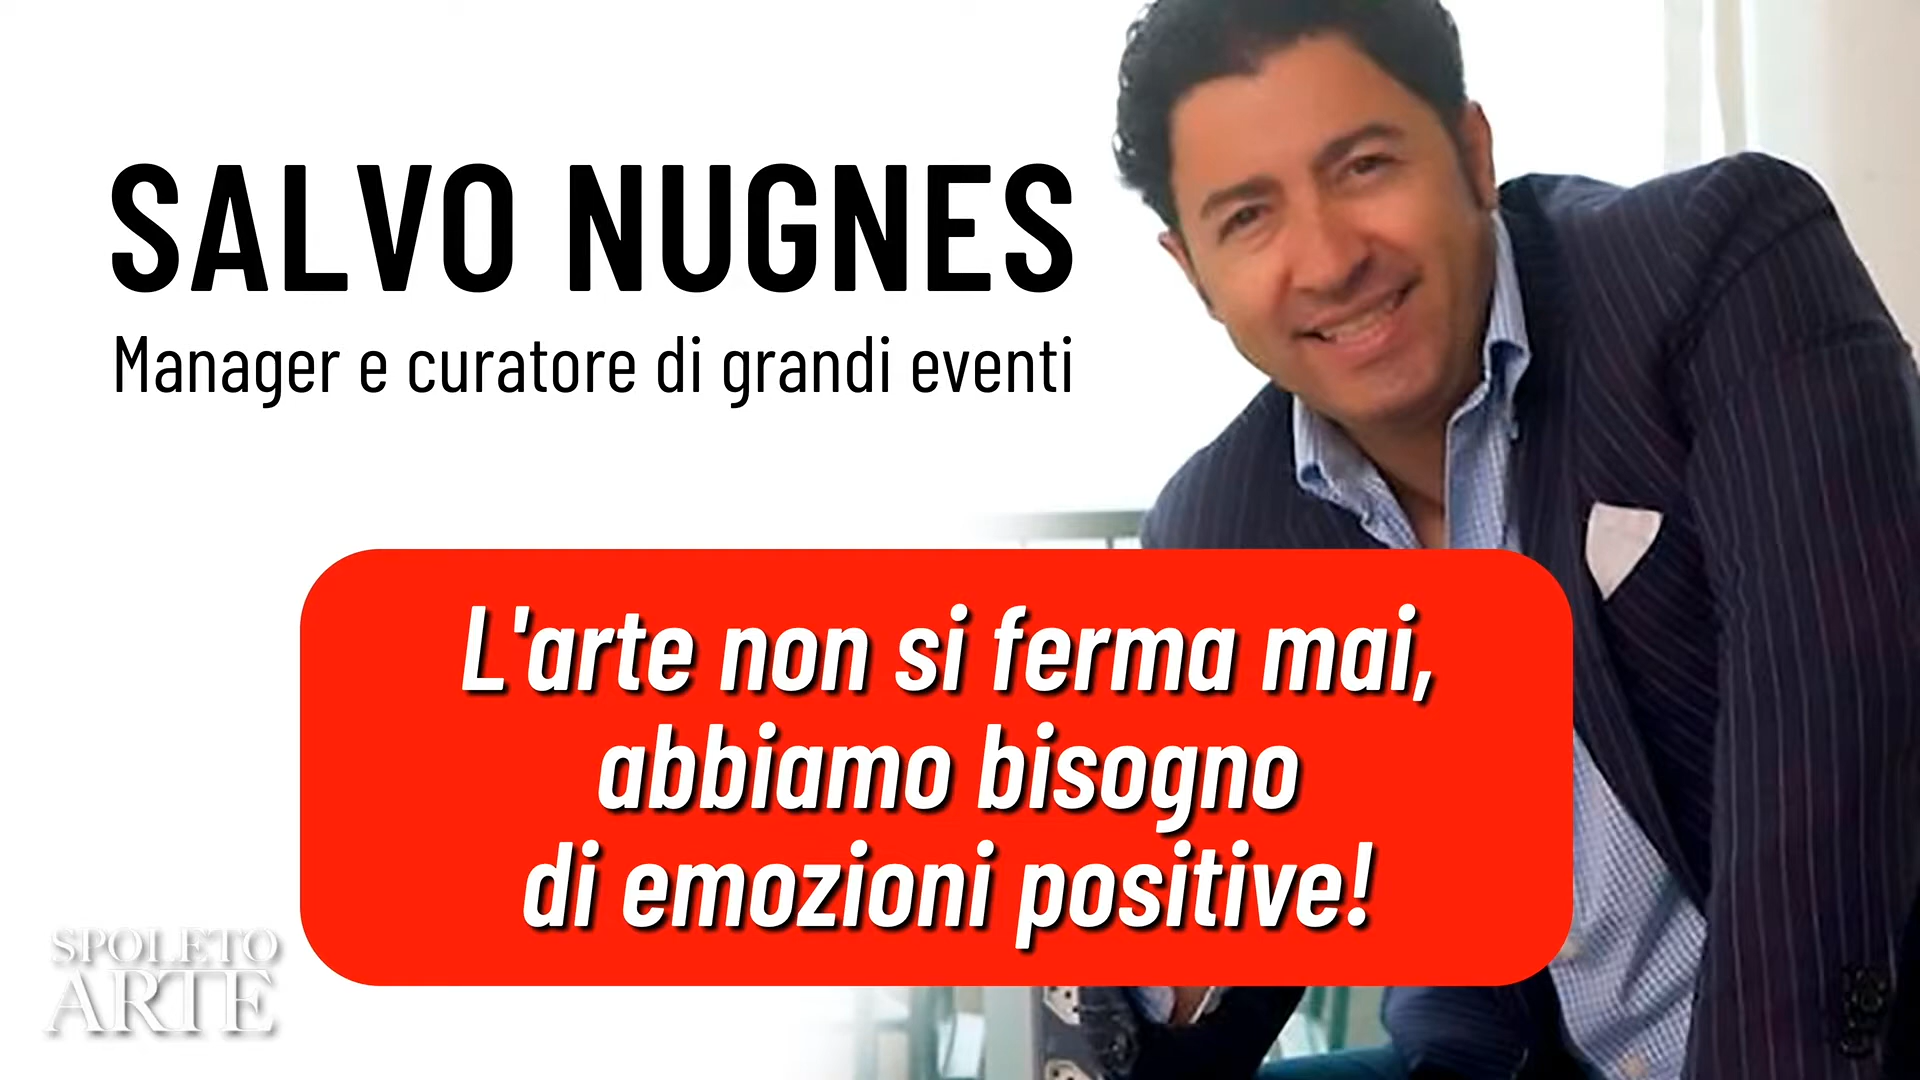 SALVO NUGNES
Manager e curatore di grandi eventi
L'arte non si ferma mai,
abbiamo bisogno
di emozioni positive!
SPOLETO
ARTE